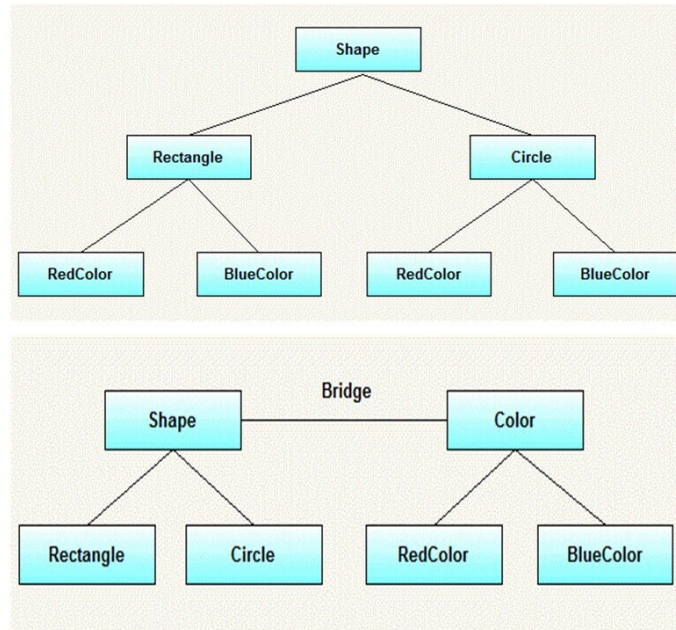 Shape
Rectangle
Circle
RedColor
BlueColor
RedColor
BlueColor
Bridge
Shape
Color
Rectangle
Circle
RedColor
BlueColor